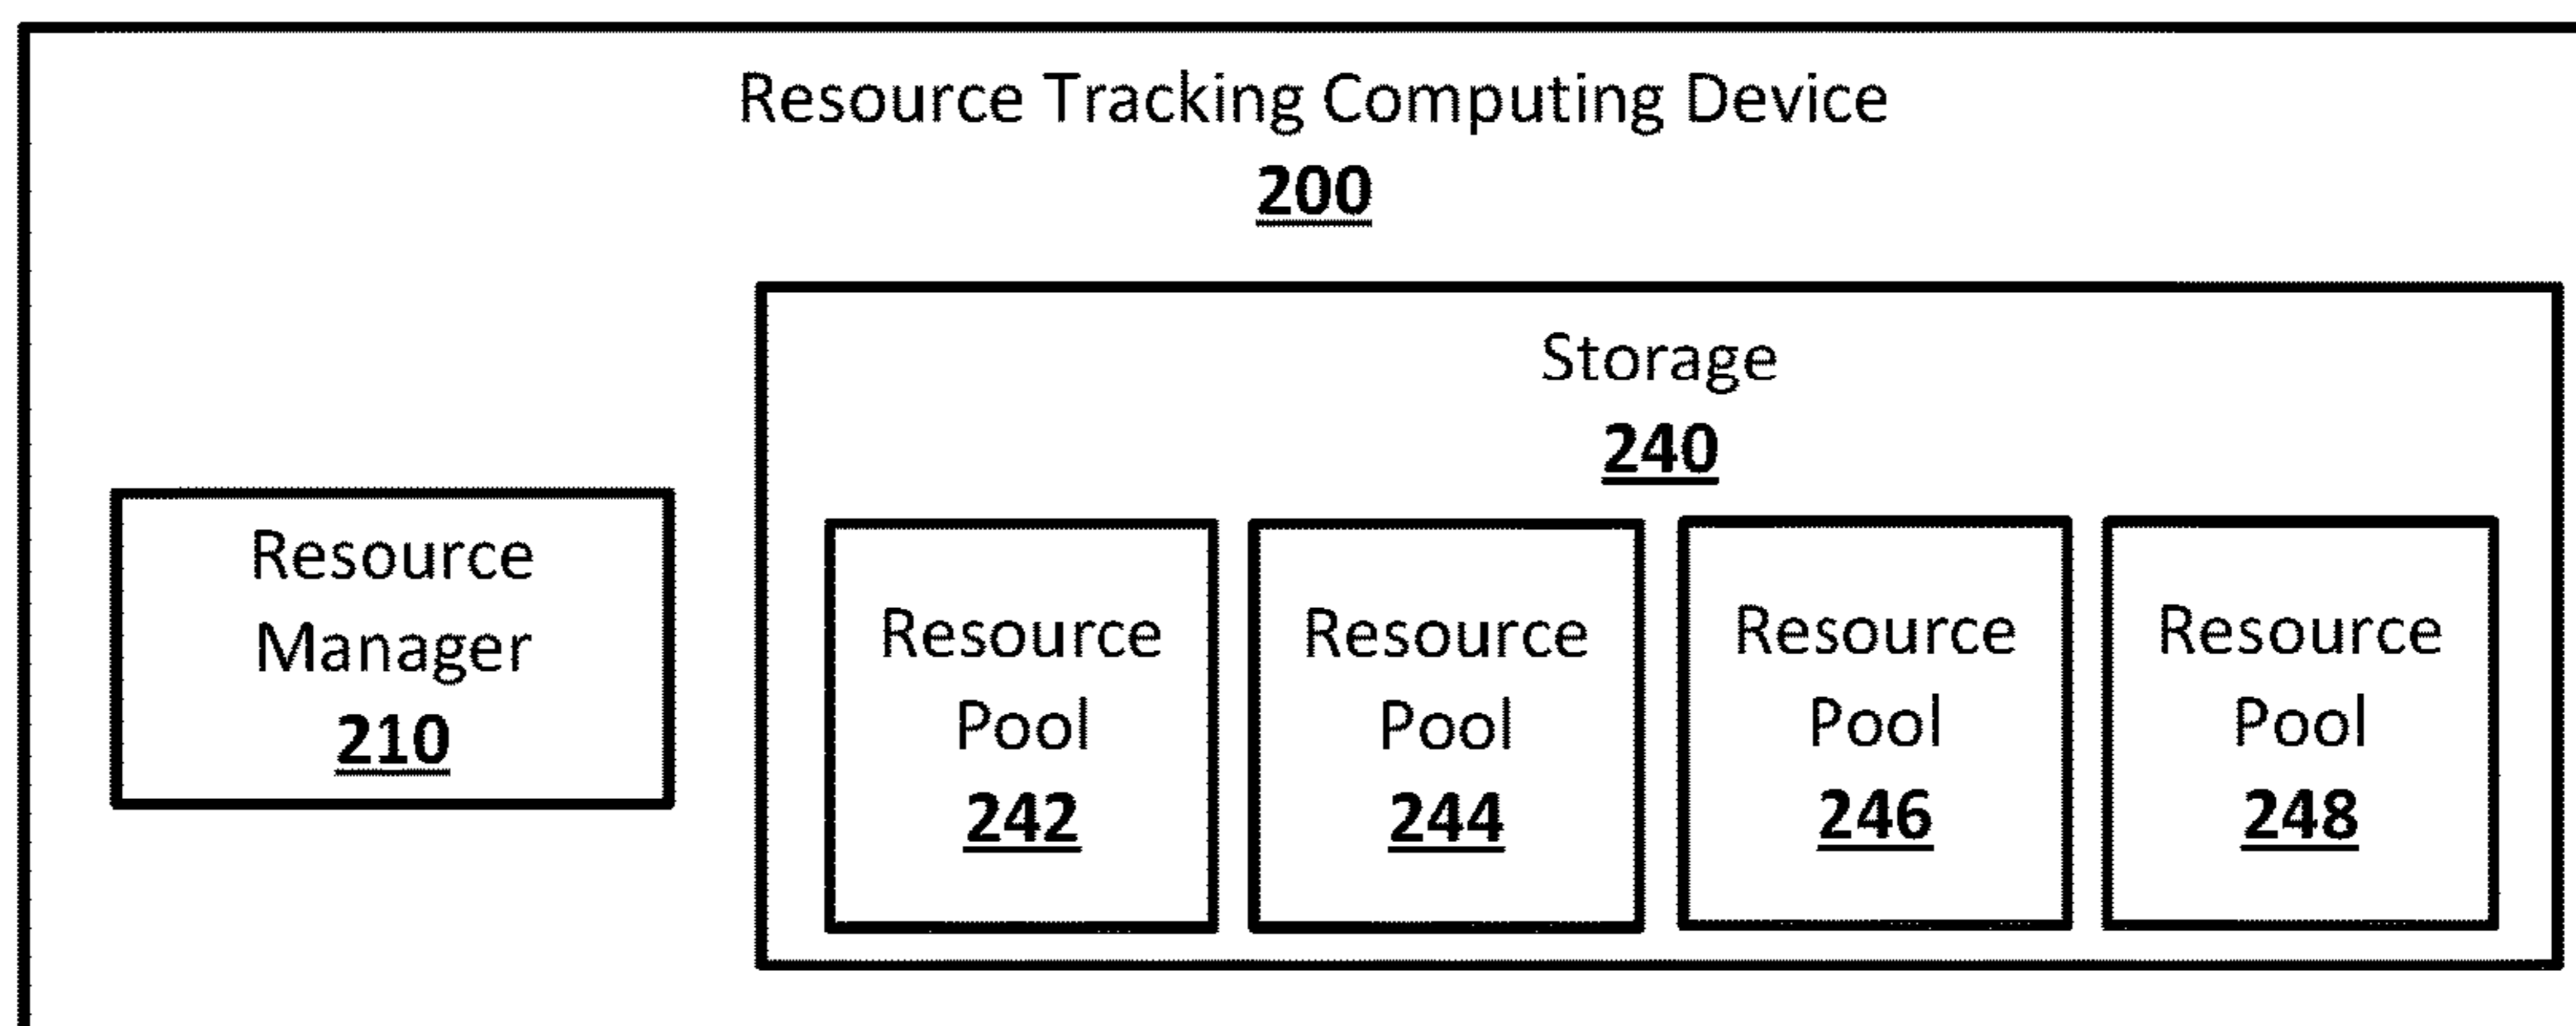 Resource Tracking Computing Device
200
Storage
240
Resource
Manager
210
Resource
Pool
242
Resource
Pool
244
Resource
Pool
246
Resource
Pool
248